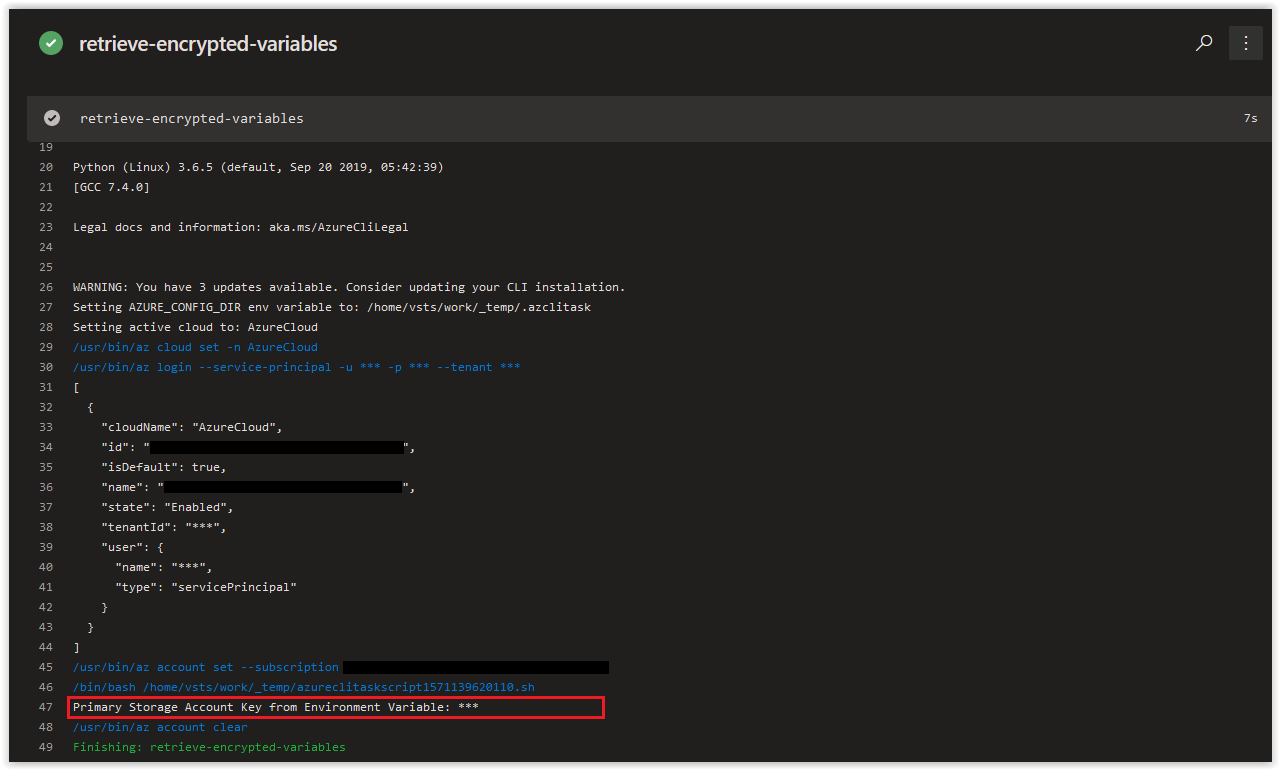 retrieve-encrypted-variables
retrieve-encrypted-variables 7s
19
20 Python (Linux) 3.6.5 (default, Sep 20 2019, 05:42:39)
21 [GCC 7.4.0]
22
23 Legal docs and information: aka.ms/AzureCliLegal
24
25
26 WARNING: You have 3 updates available. Consider updating your CLI installation.
27 Setting AZURE_CONFIG_DIR env variable to: /home/vsts/work/_temp/.azclitask
28 Setting active cloud to: AzureCloud
29 /usr/bin/az cloud set -n AzureCloud
30 /usr/bin/az login --service-principal -u *** -p *** --tenant ***
31 [
32 {
33 "cloudName": "AzureCloud",
34 "id": "",
35 "isDefault": true,
36 "name": "",
37 "state": "Enabled",
38 "tenantId": "***",
39 "user": {
40 "name": "***",
41 "type": "servicePrincipal"
42 }
43 }
44 ]
45 /usr/bin/az account set --subscription
46 /bin/bash /home/vsts/work/_temp/azureclitaskscript1571139620110.sh
47 Primary Storage Account Key from Environment Variable: ***
48 /usr/bin/az account clear
49 Finishing: retrieve-encrypted-variables